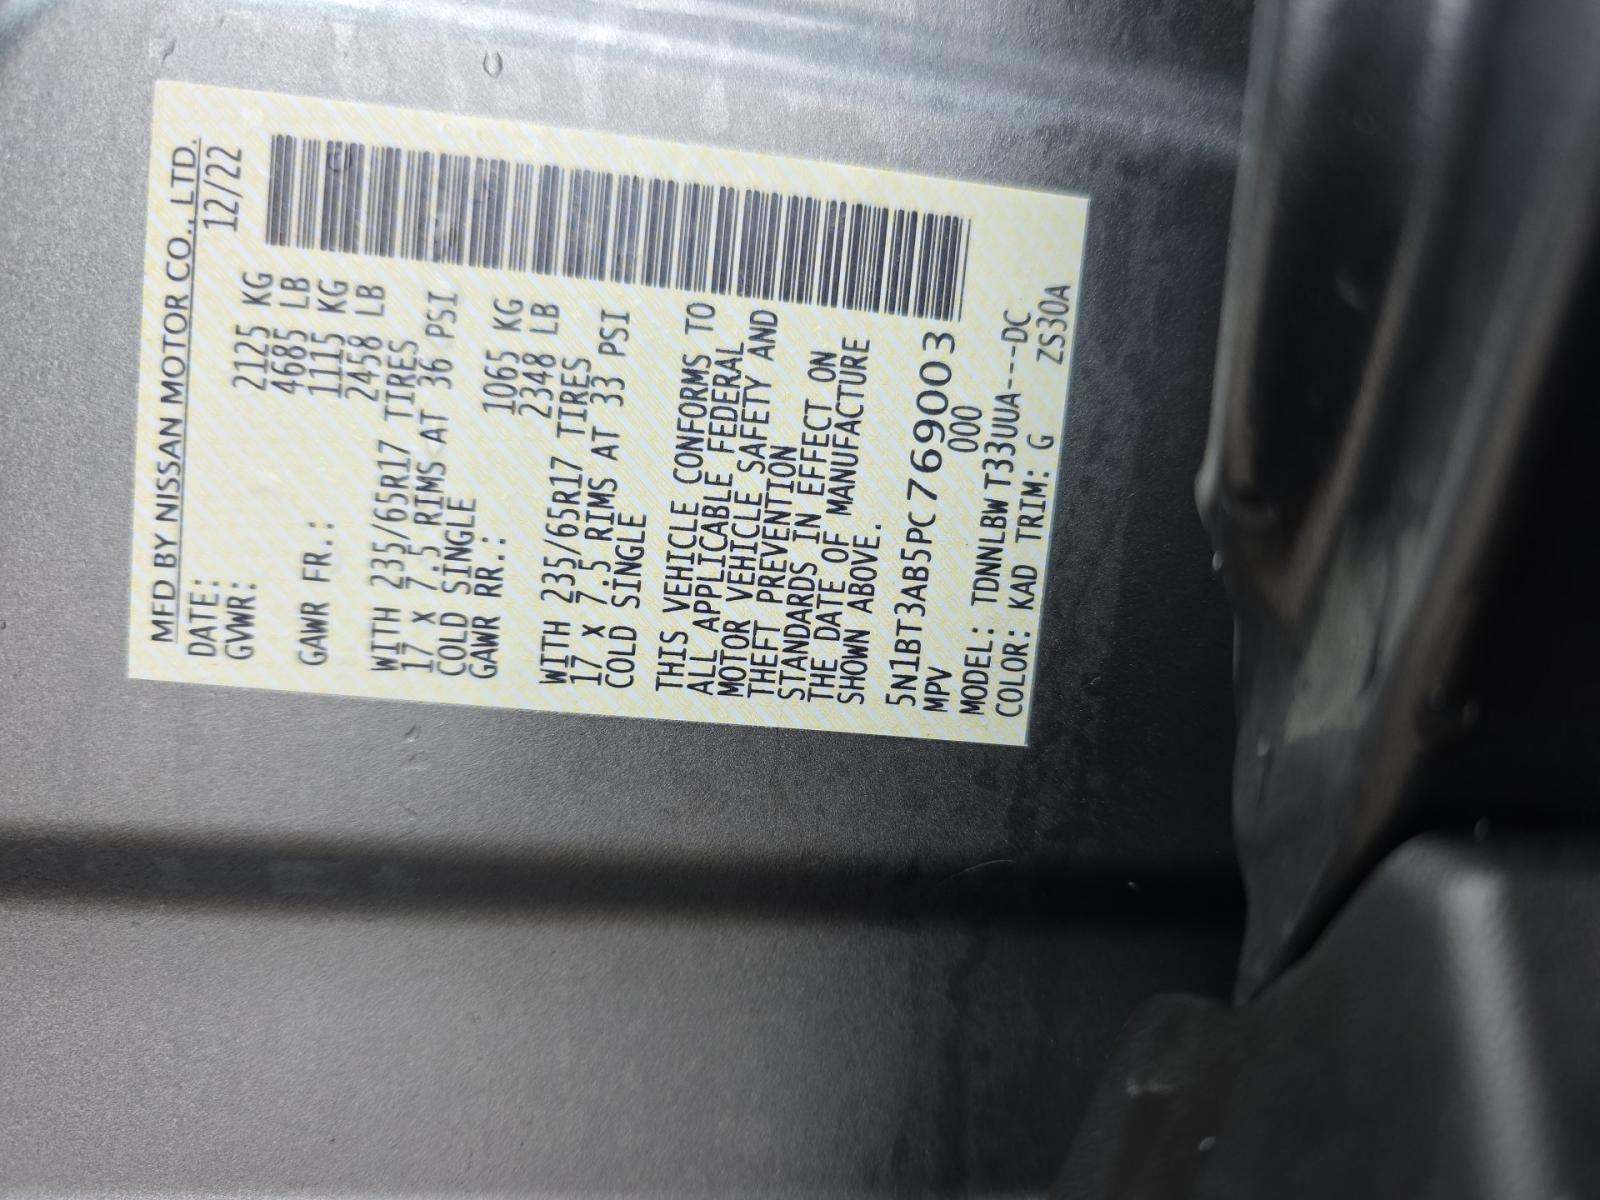 MFD BY NISSAN MOTOR CO., LTD.
DATE: 12/22
GVWR: 2125 KG
4685 LB
GAWR FR.: 1115 KG
2458 LB
WITH 235/65R17 TIRES
17 x 7.5 RIMS AT 36 PSI
COLD SINGLE
GAWR RR.: 1065 KG
2348 LB
WITH 235/65R17 TIRES
17 x 7.5 RIMS AT 33 PSI
COLD SINGLE
THIS VEHICLE CONFORMS TO
ALL APPLICABLE FEDERAL
MOTOR VEHICLE SAFETY AND
THEFT PREVENTION
STANDARDS IN EFFECT ON
THE DATE OF MANUFACTURE
SHOWN ABOVE.
5N1BT3AB5PC769003
MPV 000
MODEL: TDNNLBW T33UUA---DC
COLOR: KAD TRIM: G ZS30A